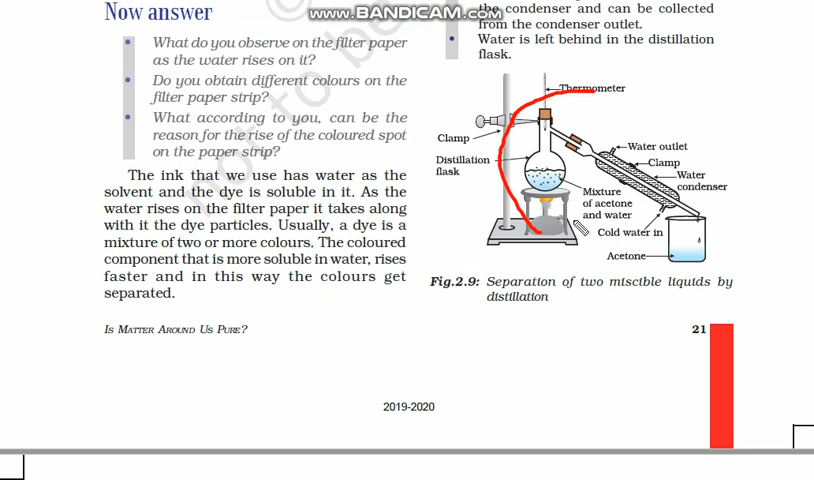 www.BANDICAM.com
Now answer
• What do you observe on the filter paper
as the water rises on it?
• Do you obtain different colours on the
filter paper strip?
• What according to you, can be the
reason for the rise of the coloured spot
on the paper strip?
The ink that we use has water as the
solvent and the dye is soluble in it. As the
water rises on the filter paper it takes along
with it the dye particles. Usually, a dye is a
mixture of two or more colours. The coloured
component that is more soluble in water, rises
faster and in this way the colours get
separated.
the condenser and can be collected
from the condenser outlet.
• Water is left behind in the distillation
flask.
Thermometer
Clamp
Distillation
flask
Water outlet
Clamp
Water
condenser
Mixture
of acetone
and water
Cold water in
Acetone
Fig.2.9: Separation of two miscible liquids by
distillation
IS MATTER AROUND US PURE?
21
2019-2020
not to be